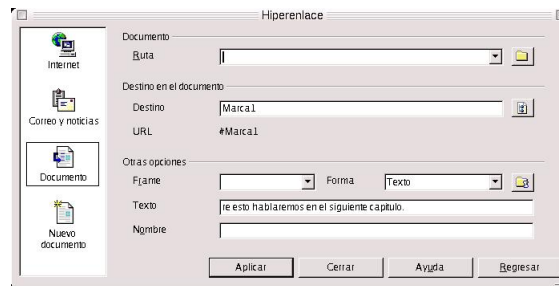 Hiperenlace
Internet
Correo y noticias
Documento
Nuevo
documento
Documento
Ruta
Destino en el documento
Destino Marca1
URL #Marca1
Otras opciones
Frame Forma Texto
Texto re esto hablaremos en el siguiente capitulo.
Nombre
Aplicar Cerrar Ayuda Regresar